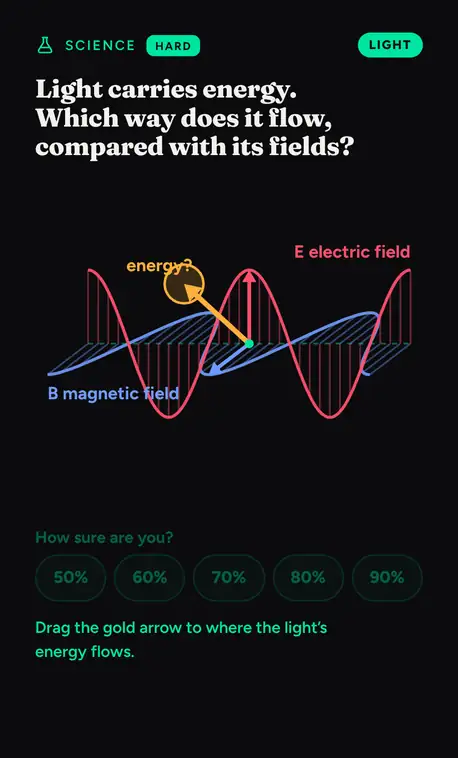 SCIENCE HARD LIGHT
Light carries energy.
Which way does it flow,
compared with its fields?
E electric field
energy?
B magnetic field
How sure are you?
50% 60% 70% 80% 90%
Drag the gold arrow to where the light’s
energy flows.